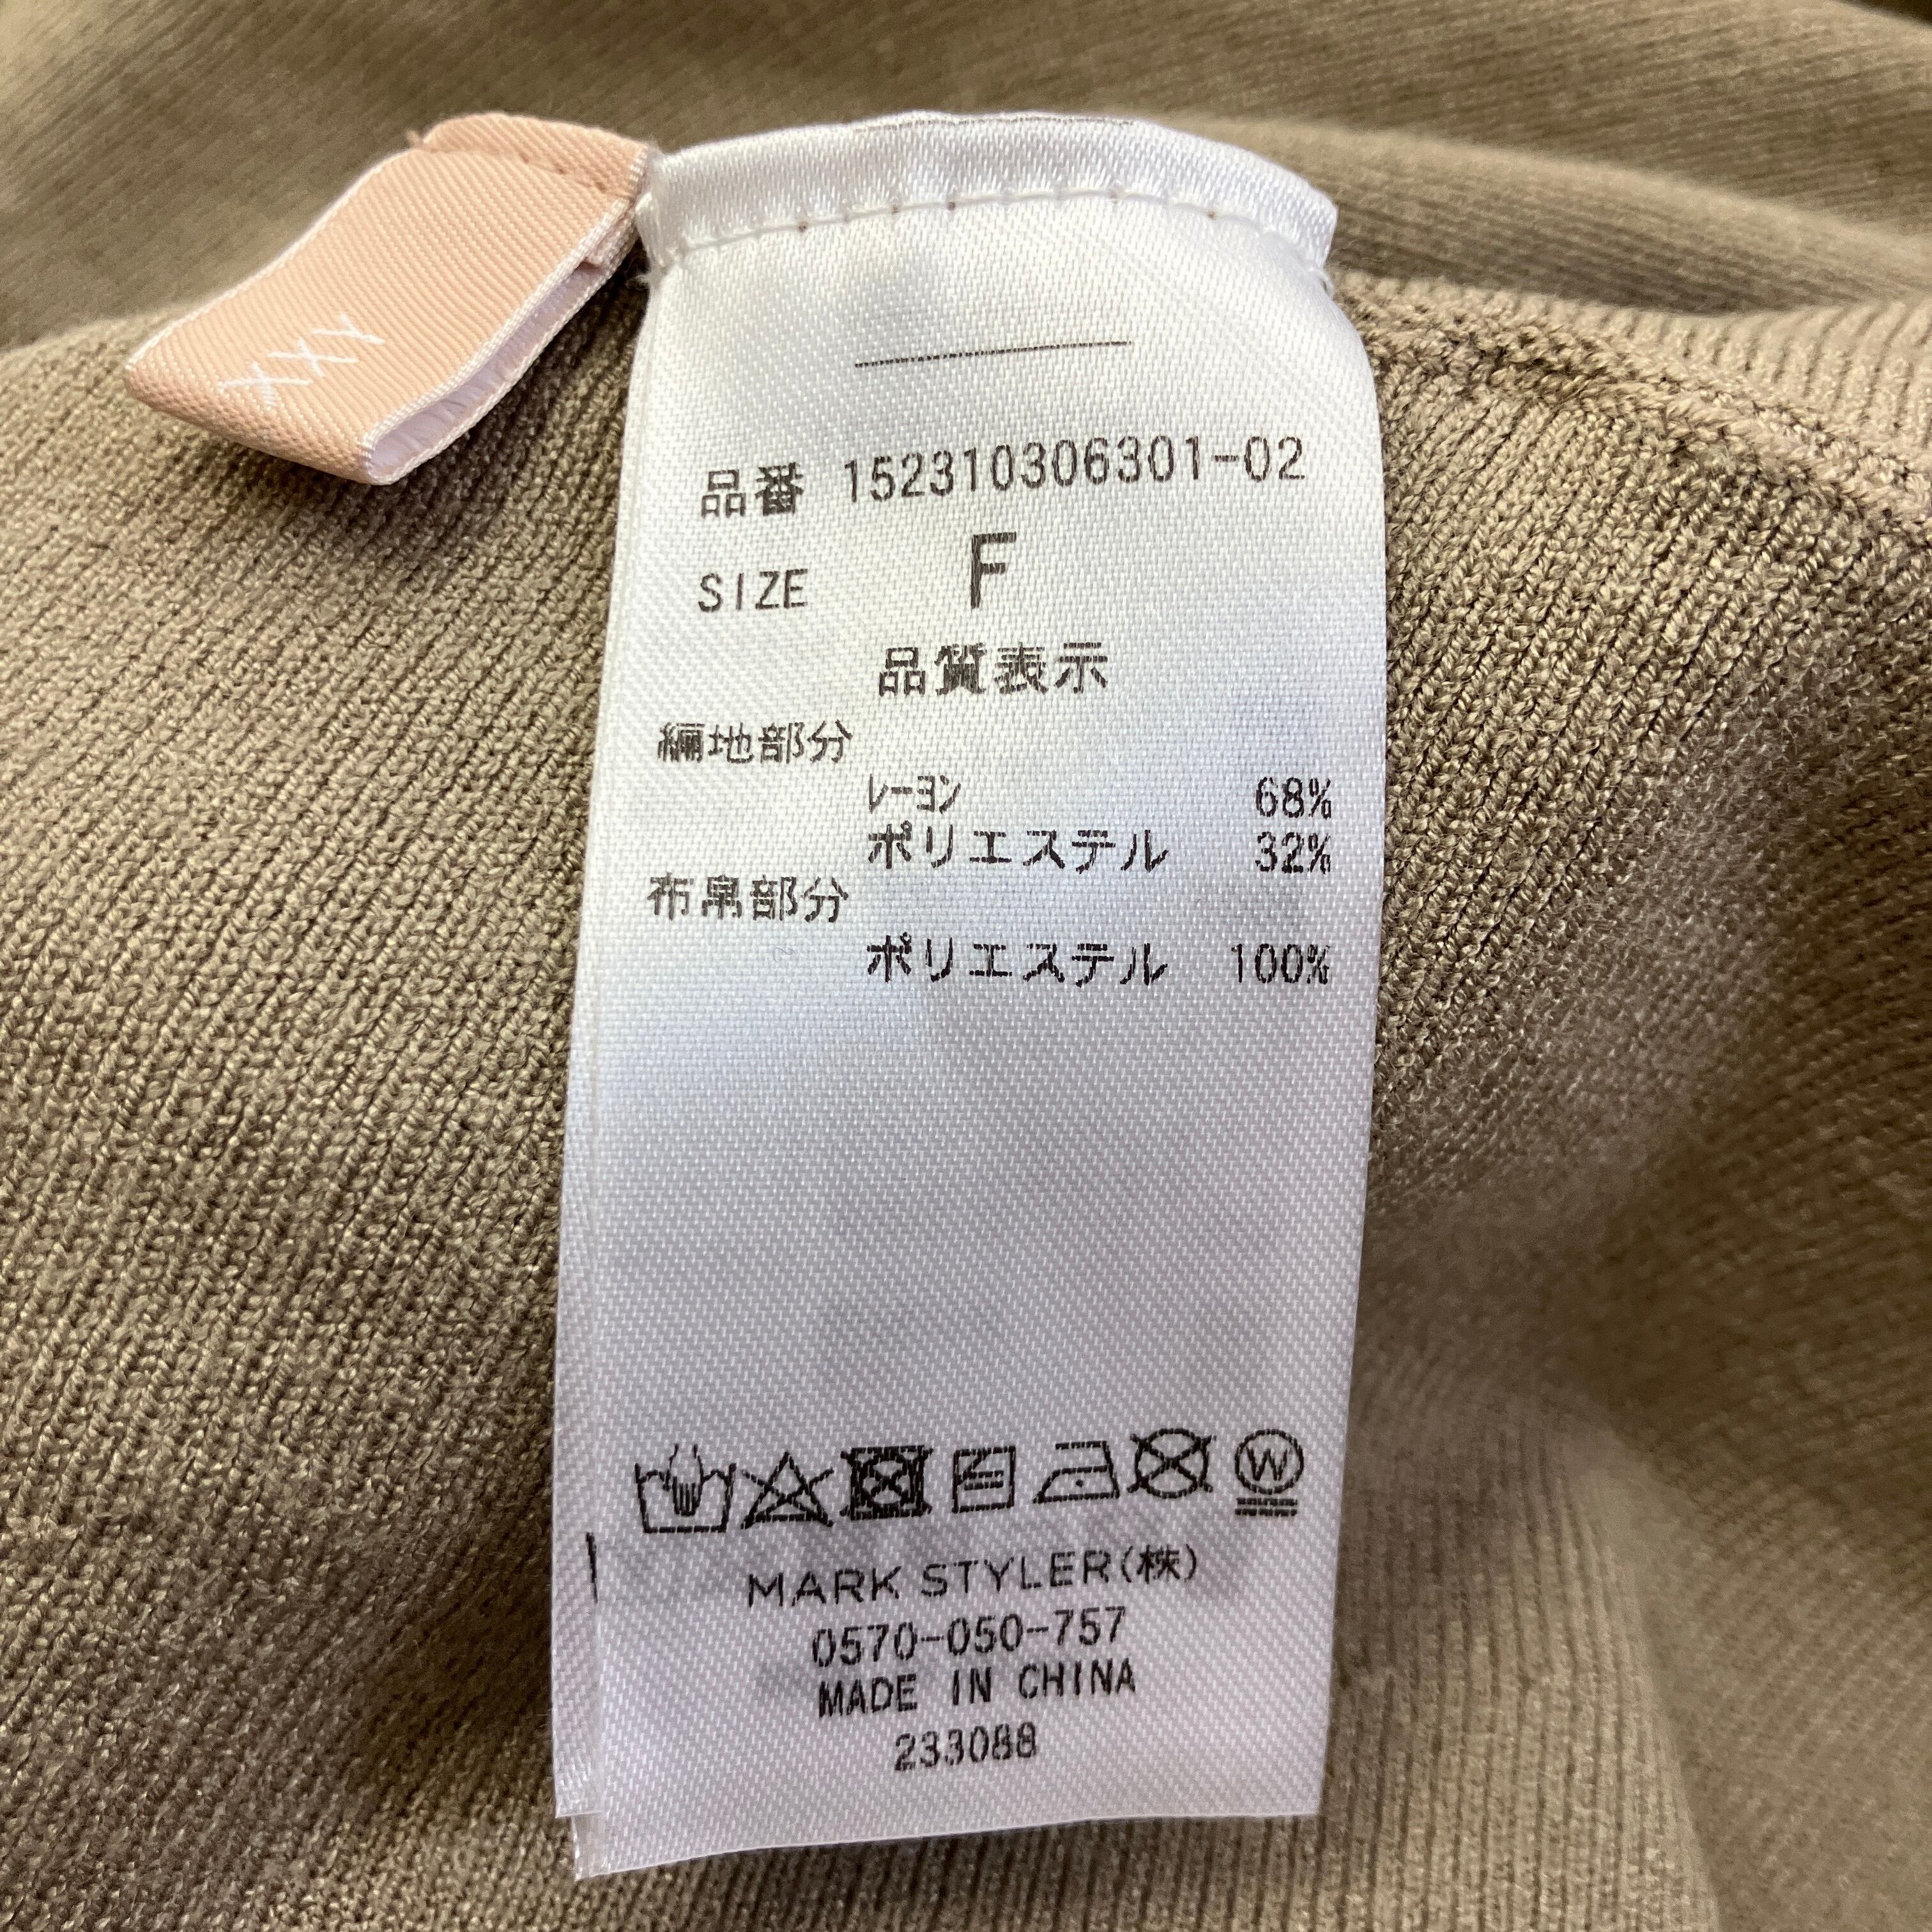 XXY
品番 152310306301-02
SIZE F
品質表示
編地部分
ﾚｰﾖﾝ 68%
ポリエステル 32%
布帛部分
ポリエステル 100%
W
MARK STYLER(株)
0570-050-757
MADE IN CHINA
233088